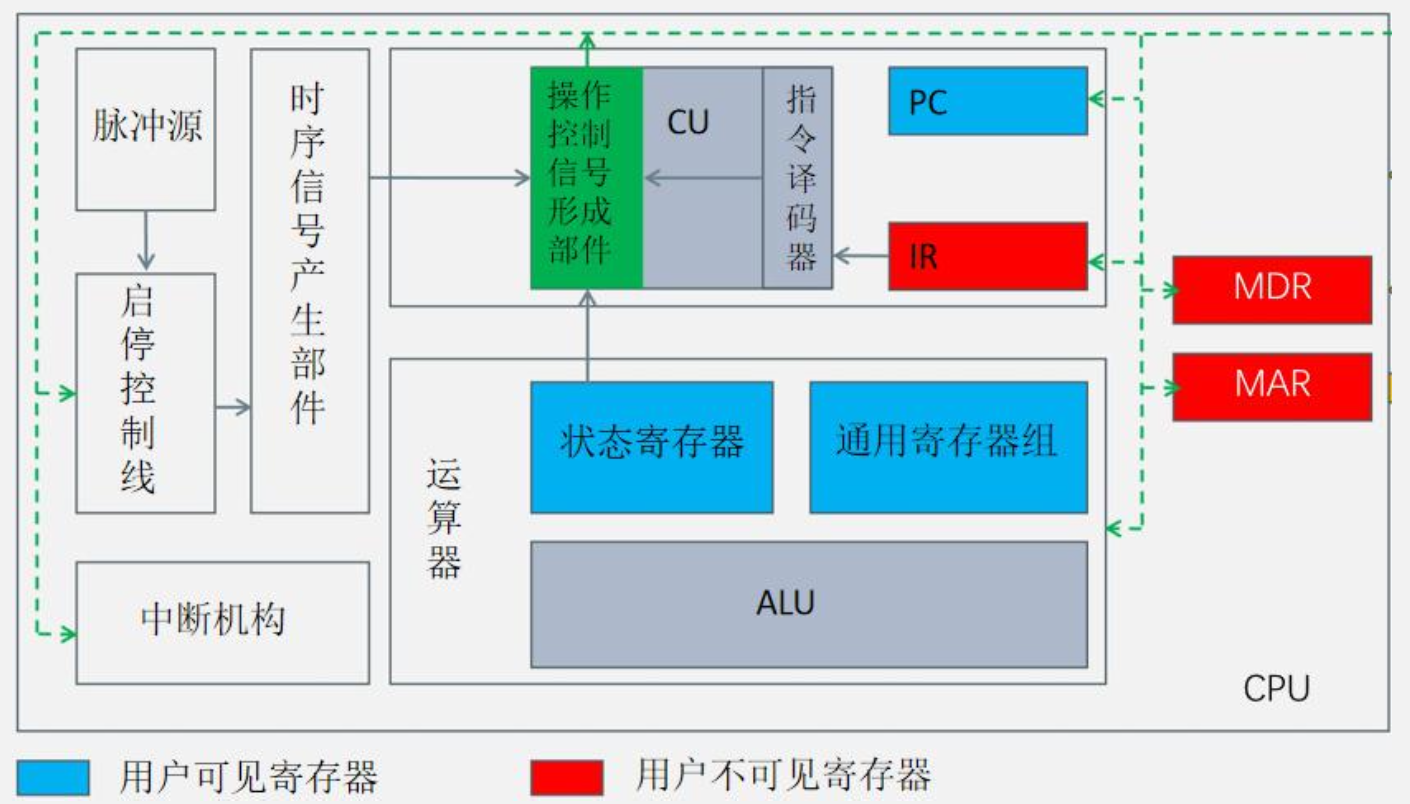 脉冲源
启停控制线
时序信号产生部件
操作
控制
信号
形成
部件
CU
指令译码器
PC
IR
MDR
MAR
运算器
状态寄存器
通用寄存器组
ALU
中断机构
CPU
用户可见寄存器
用户不可见寄存器